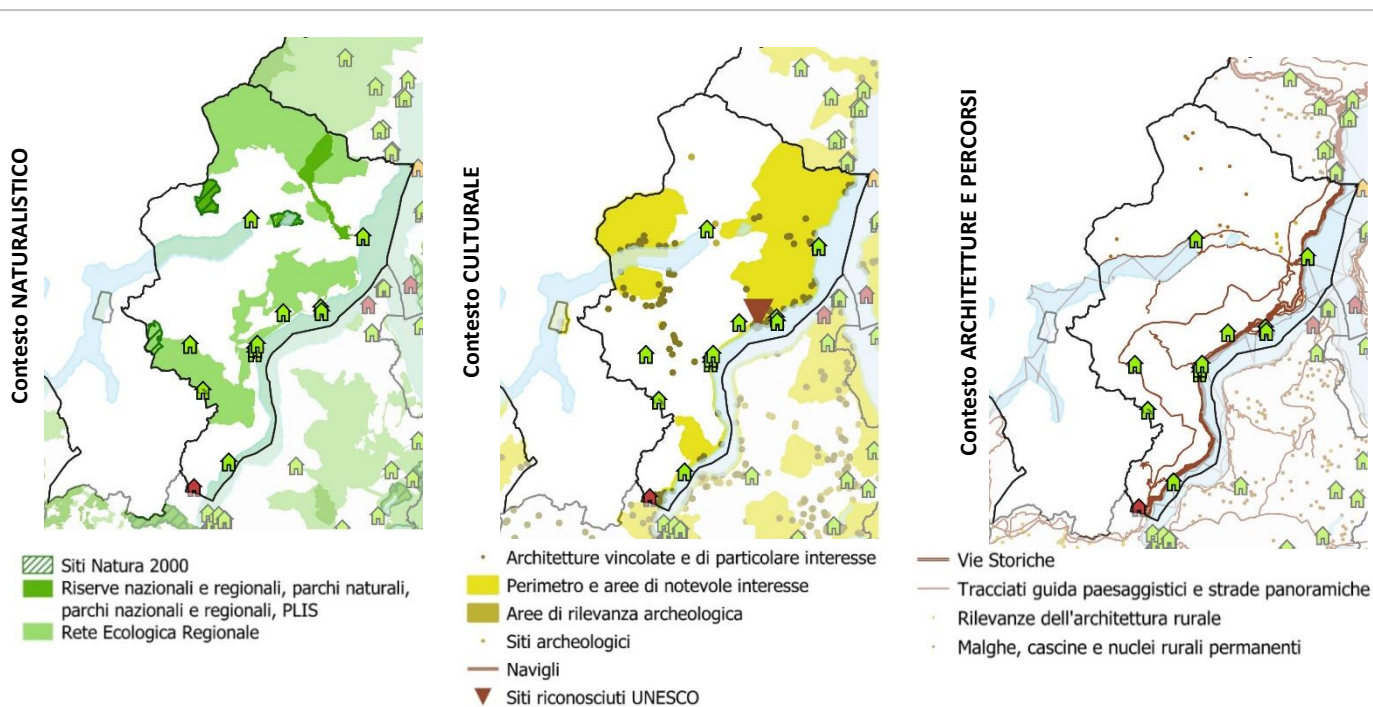 Contesto NATURALISTICO
Siti Natura 2000
Riserve nazionali e regionali, parchi naturali,
parchi nazionali e regionali, PLIS
Rete Ecologica Regionale
Contesto CULTURALE
Architetture vincolate e di particolare interesse
Perimetro e aree di notevole interesse
Aree di rilevanza archeologica
Siti archeologici
Navigli
Siti riconosciuti UNESCO
Contesto ARCHITETTURE E PERCORSI
Vie Storiche
Tracciati guida paesaggistici e strade panoramiche
Rilevanze dell'architettura rurale
Malghe, cascine e nuclei rurali permanenti